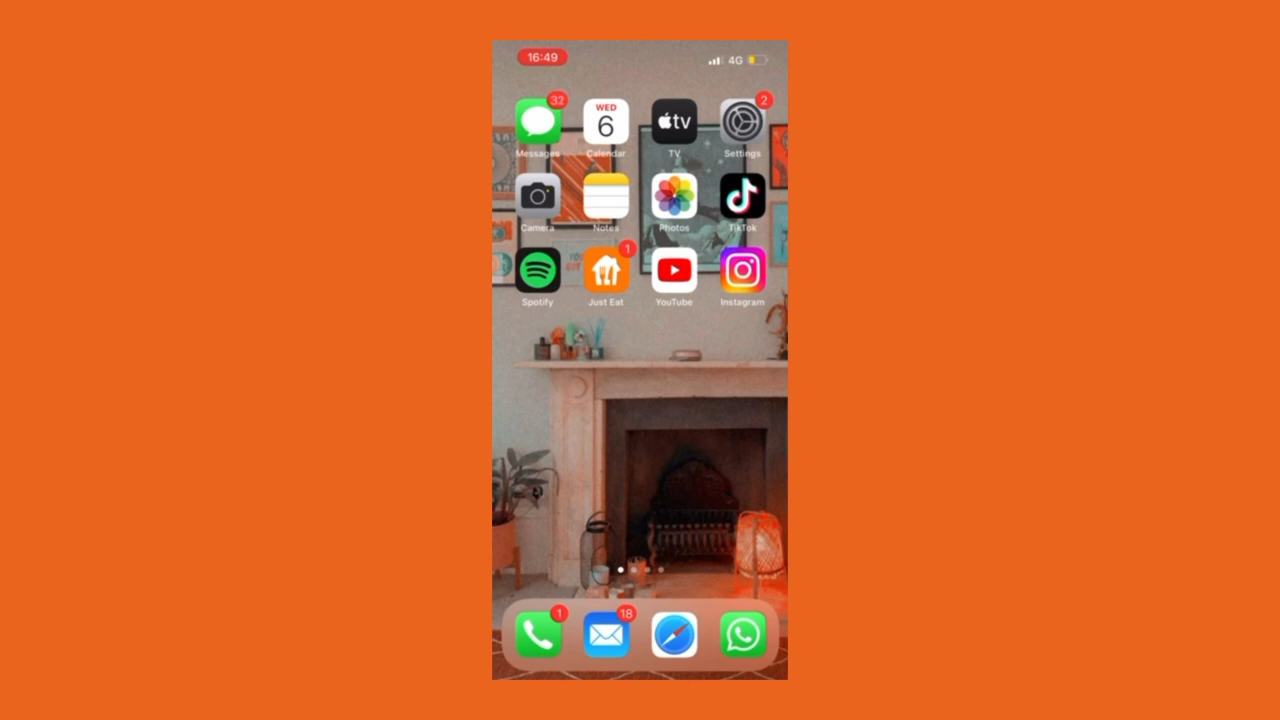 16:49 4G
32 2
WED
6 tv
Messages Calendar TV Settings
Camera Notes Photos TikTok
1
Spotify Just Eat YouTube Instagram
1 18